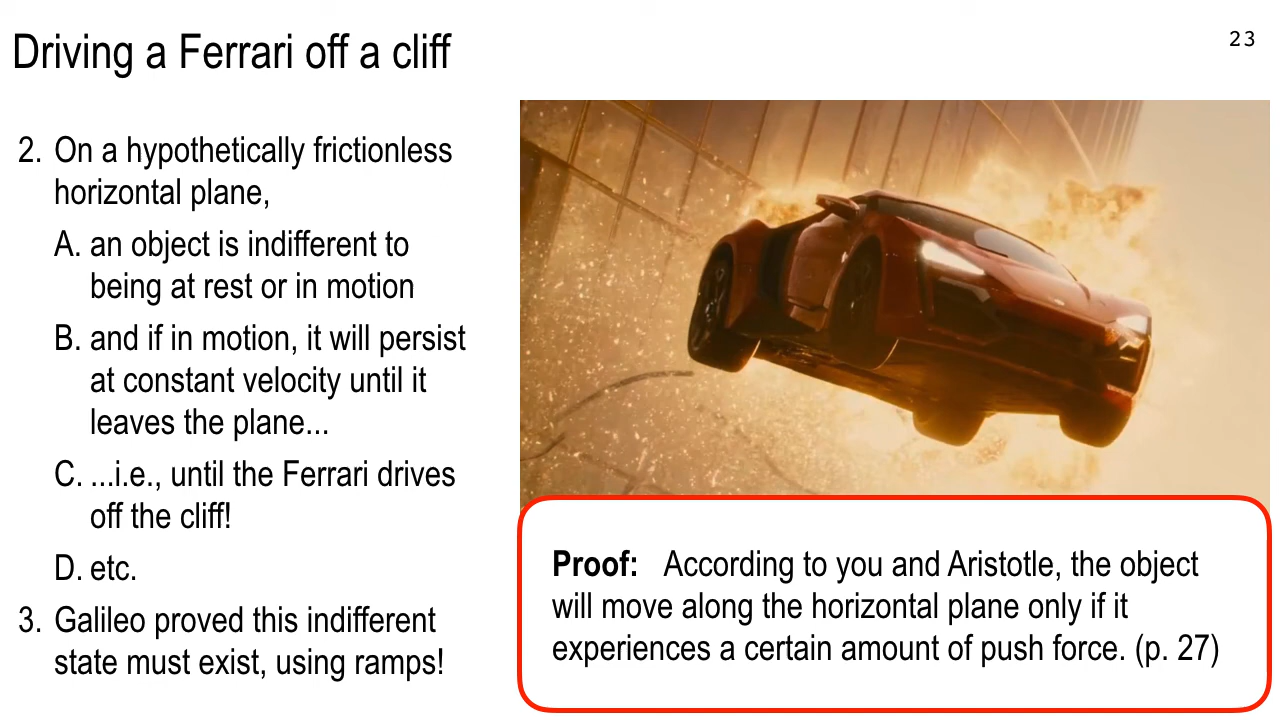 Driving a Ferrari off a cliff
23
2. On a hypothetically frictionless
horizontal plane,
A. an object is indifferent to
being at rest or in motion
B. and if in motion, it will persist
at constant velocity until it
leaves the plane...
C. ...i.e., until the Ferrari drives
off the cliff!
D. etc.
3. Galileo proved this indifferent
state must exist, using ramps!
Proof: According to you and Aristotle, the object
will move along the horizontal plane only if it
experiences a certain amount of push force. (p. 27)